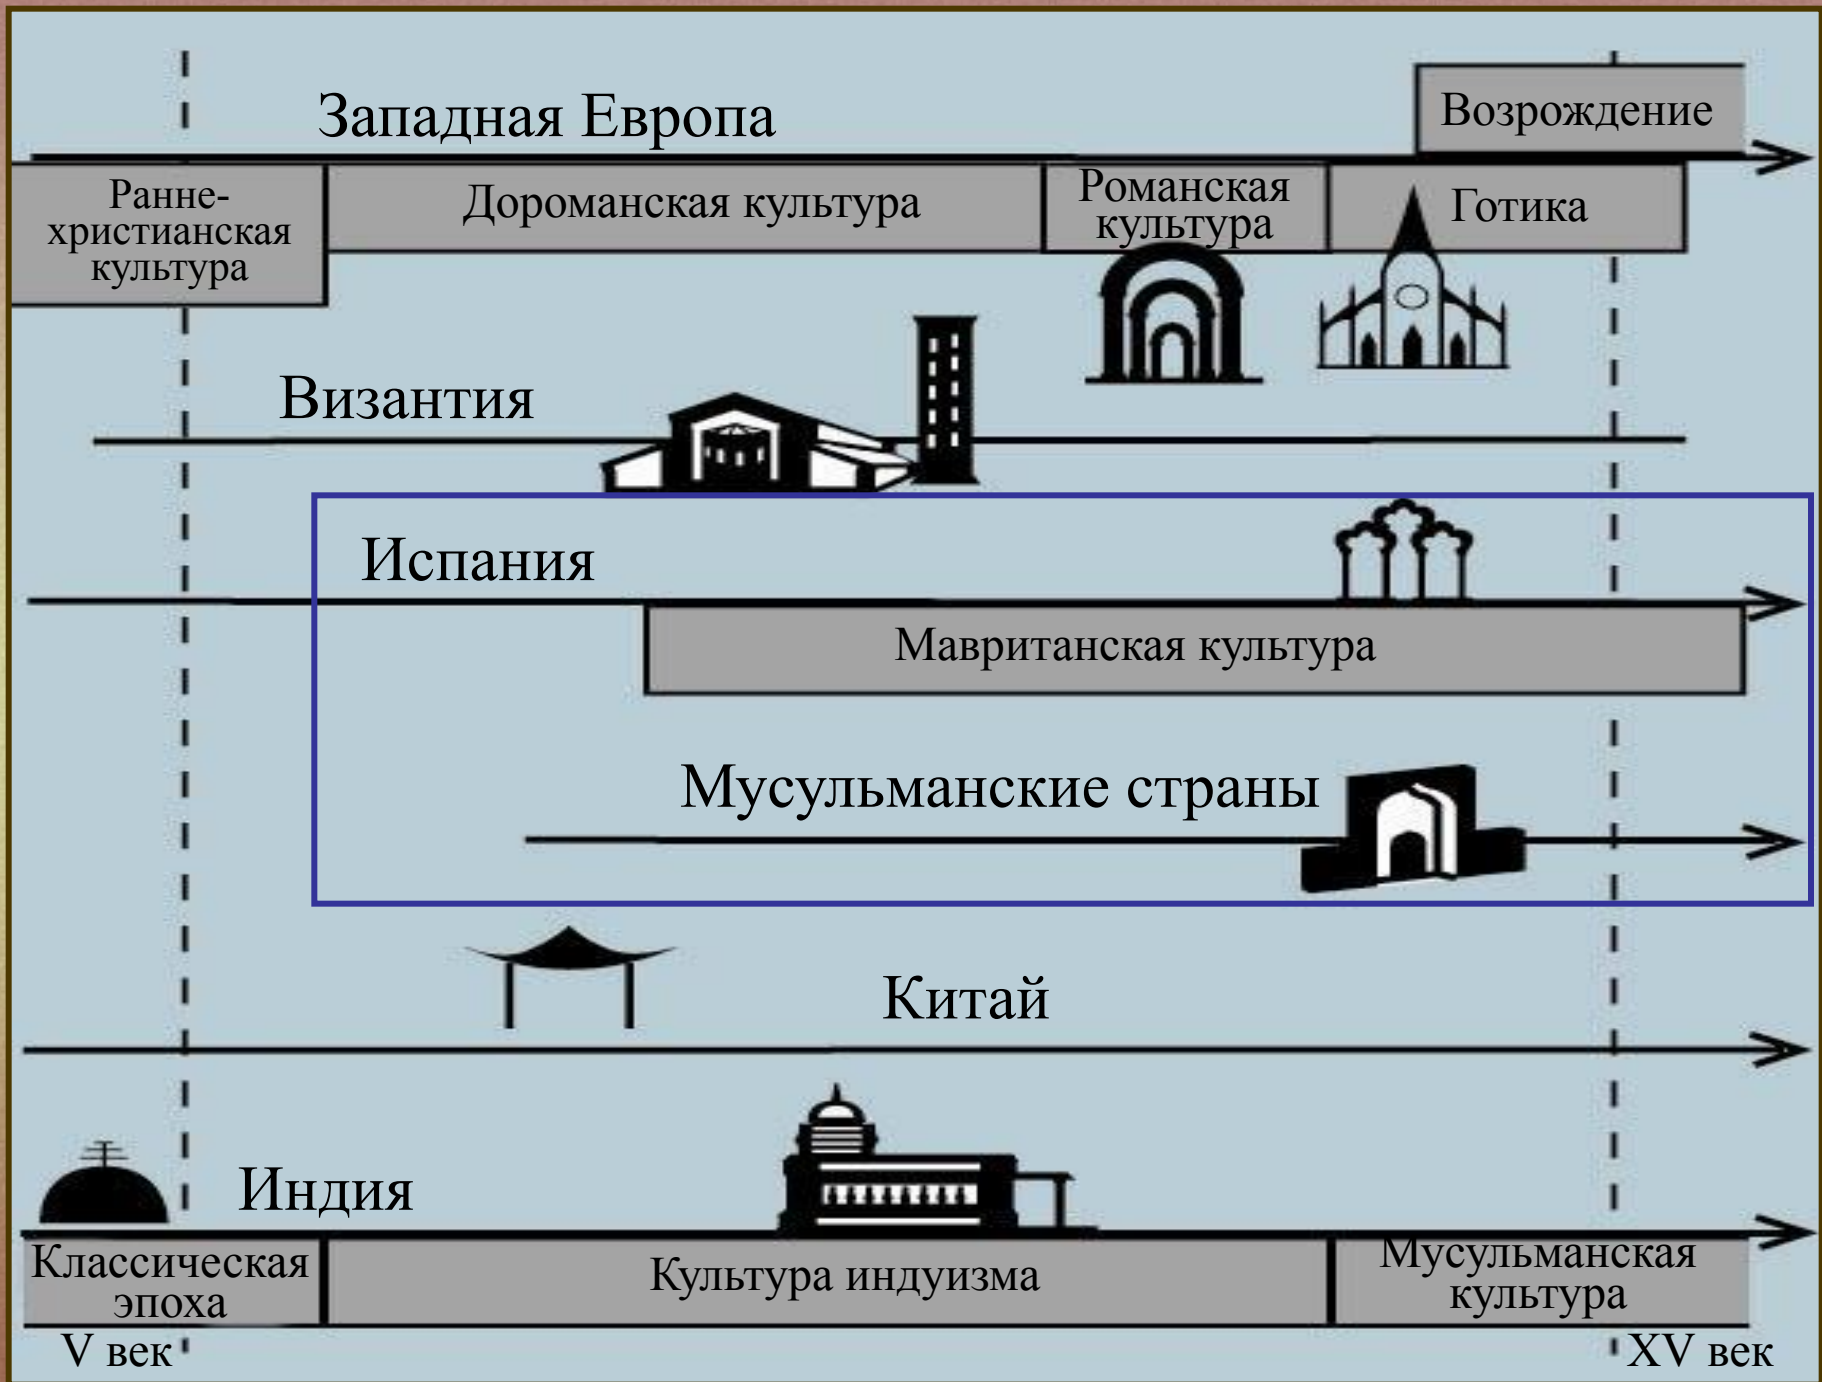 Западная Европа
Возрождение
Ранне-
христианская
культура
Дороманская культура
Романская
культура
Готика
Византия
Испания
Мавританская культура
Мусульманские страны
Китай
Индия
Классическая
эпоха
Культура индуизма
Мусульманская
культура
V век
XV век